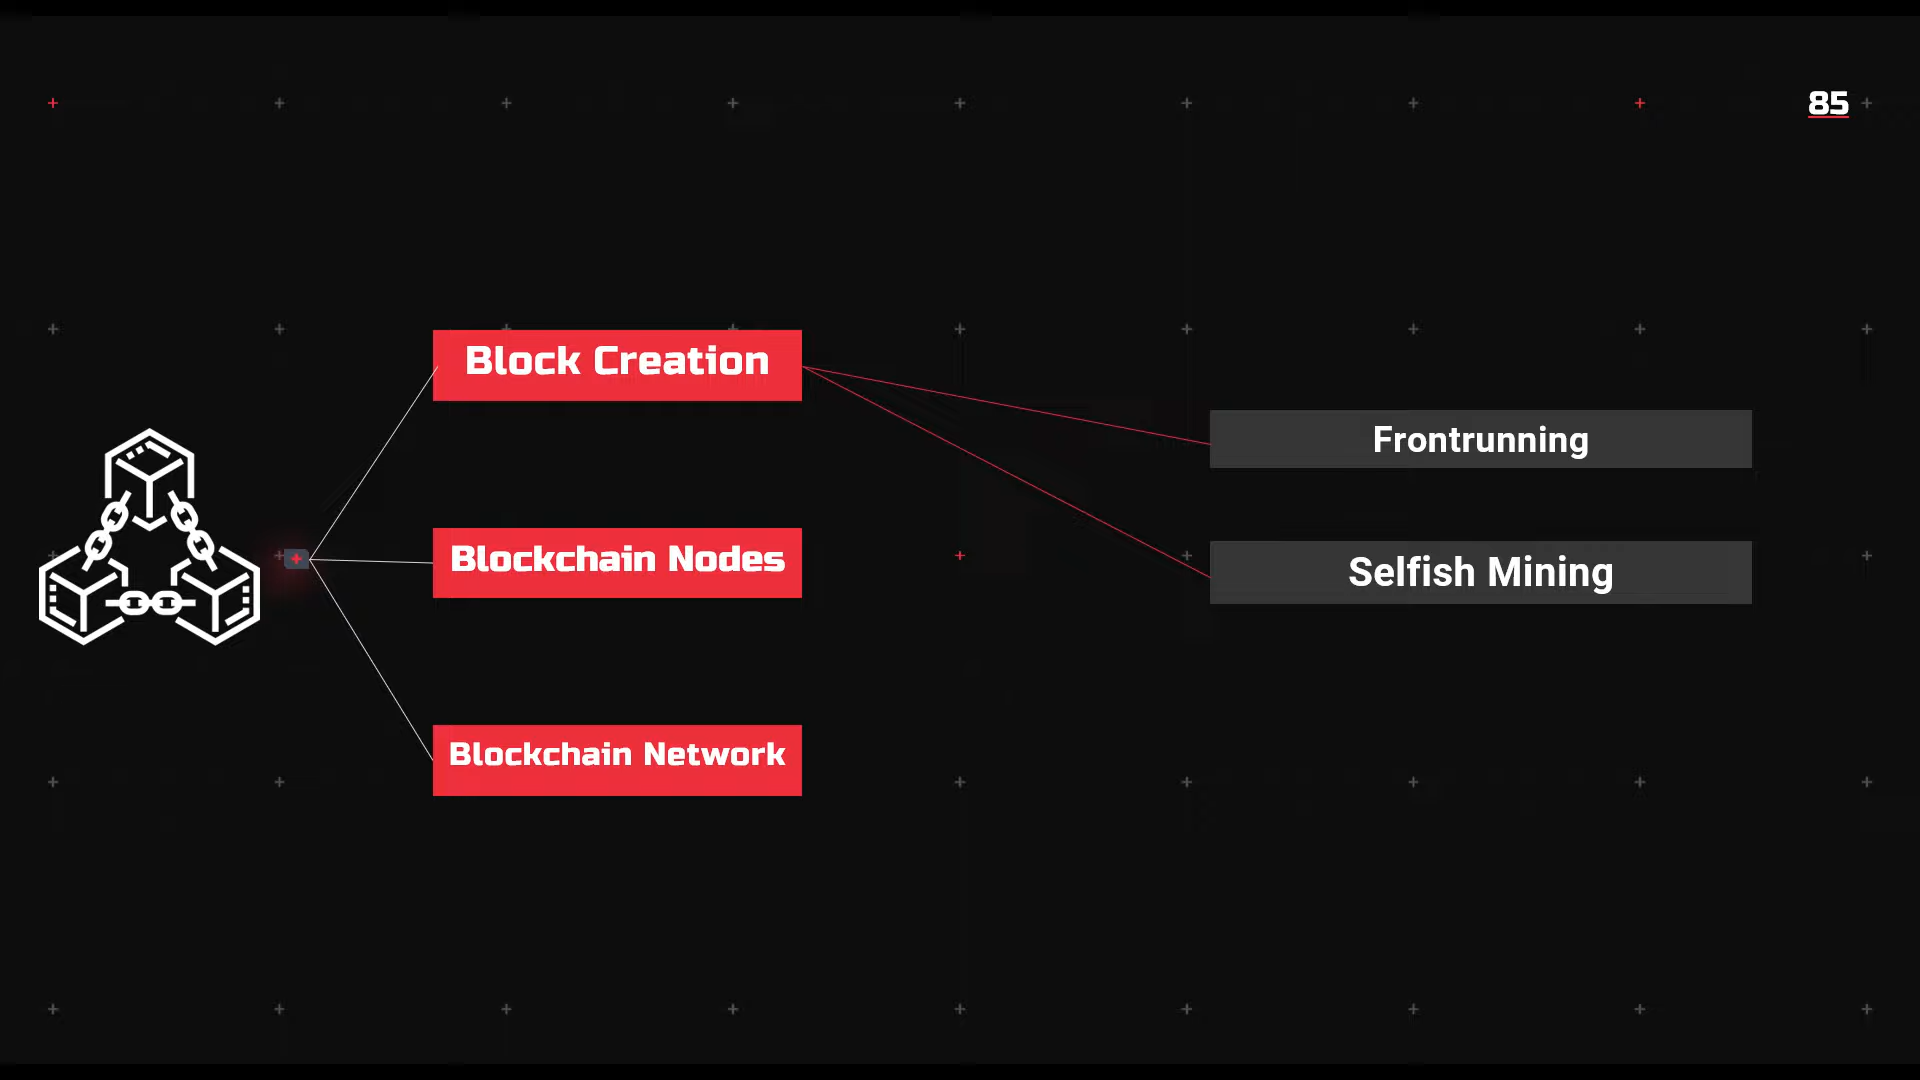 85
Block Creation
Frontrunning
Blockchain Nodes
Selfish Mining
Blockchain Network